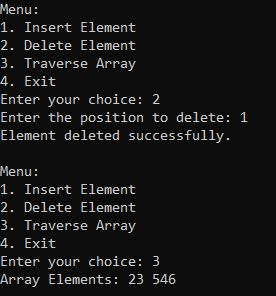 Menu:
1. Insert Element
2. Delete Element
3. Traverse Array
4. Exit
Enter your choice: 2
Enter the position to delete: 1
Element deleted successfully.
Menu:
1. Insert Element
2. Delete Element
3. Traverse Array
4. Exit
Enter your choice: 3
Array Elements: 23 546